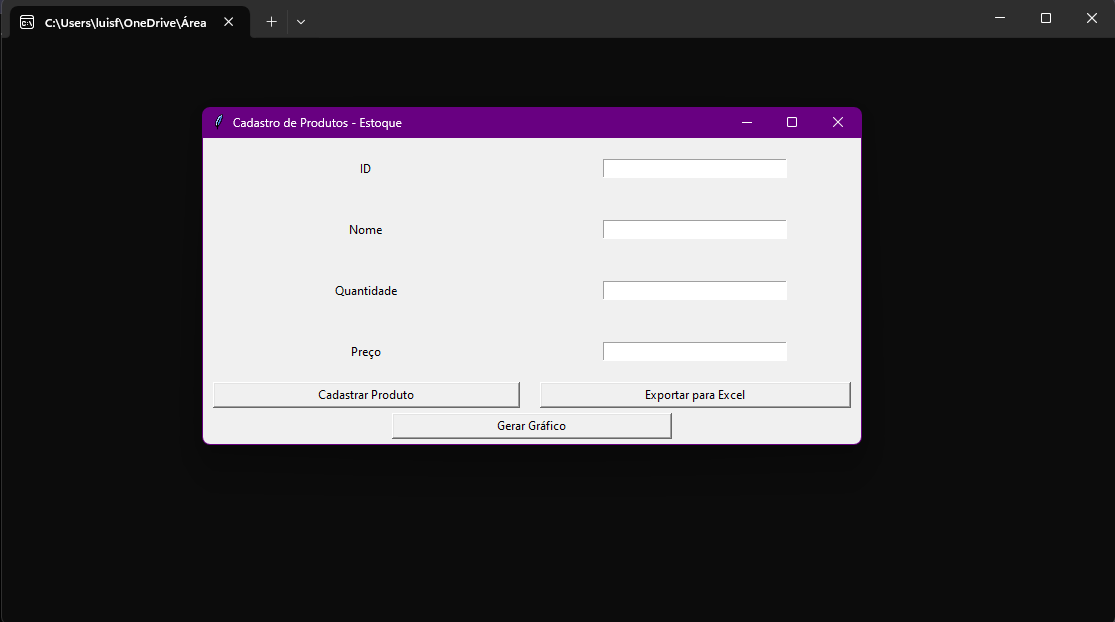 C:\Users\luisf\OneDrive\Área
Cadastro de Produtos - Estoque
ID
Nome
Quantidade
Preço
Cadastrar Produto
Exportar para Excel
Gerar Gráfico